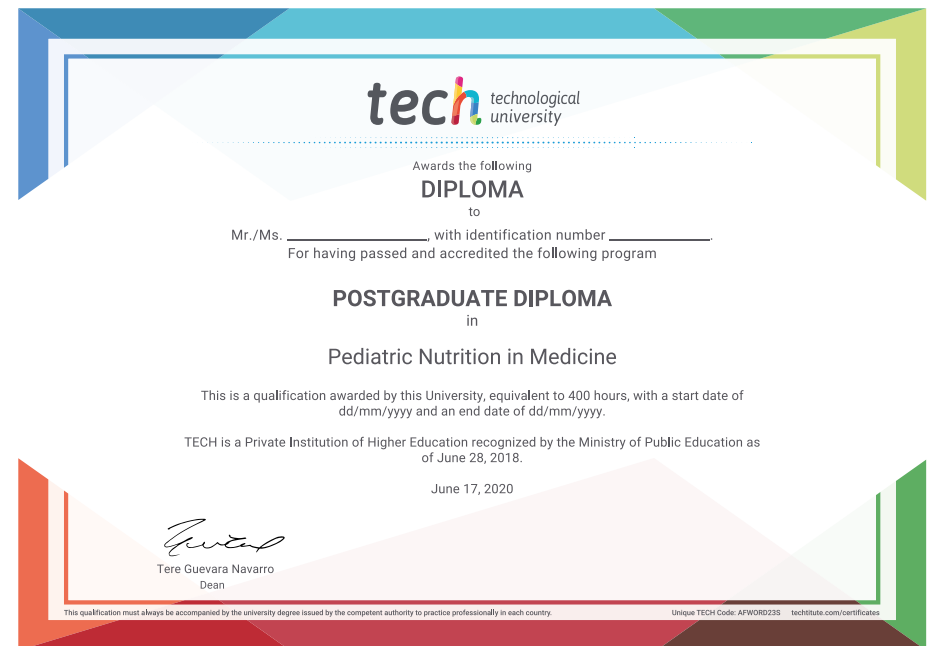 tech technological
university
Awards the following
DIPLOMA
to
Mr./Ms. ____________, with identification number ____________.
For having passed and accredited the following program
POSTGRADUATE DIPLOMA
in
Pediatric Nutrition in Medicine
This is a qualification awarded by this University, equivalent to 400 hours, with a start date of
dd/mm/yyyy and an end date of dd/mm/yyyy.
TECH is a Private Institution of Higher Education recognized by the Ministry of Public Education as
of June 28, 2018.
June 17, 2020
Tere Guevara Navarro
Dean
This qualification must always be accompanied by the university degree issued by the competent authority to practice professionally in each country.
Unique TECH Code: AFWORD23S techtitute.com/certificates